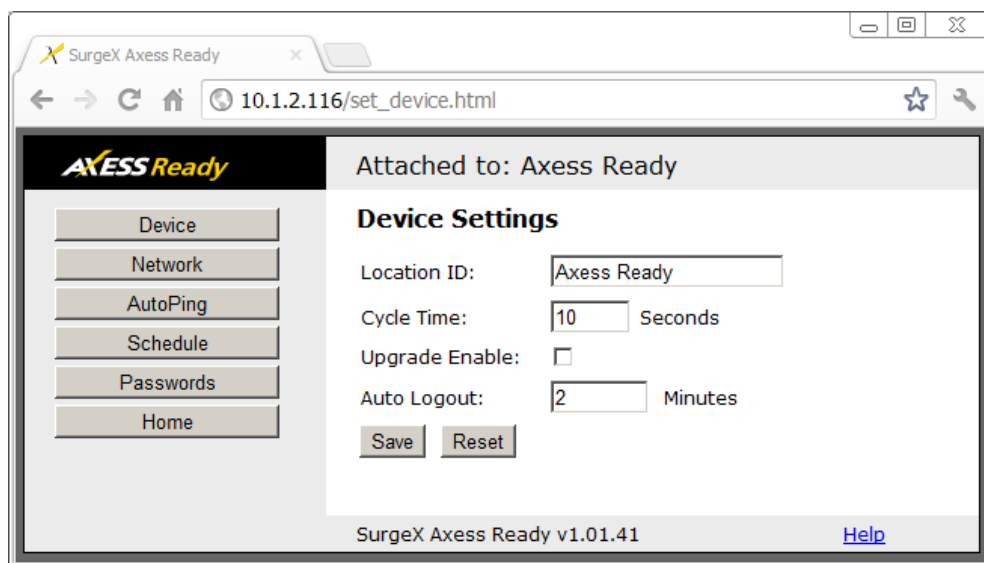 SurgeX Axess Ready
10.1.2.116/set_device.html
AXESS Ready
Attached to: Axess Ready
Device
Network
AutoPing
Schedule
Passwords
Home
Device Settings
Location ID: Axess Ready
Cycle Time: 10 Seconds
Upgrade Enable:
Auto Logout: 2 Minutes
Save Reset
SurgeX Axess Ready v1.01.41 Help